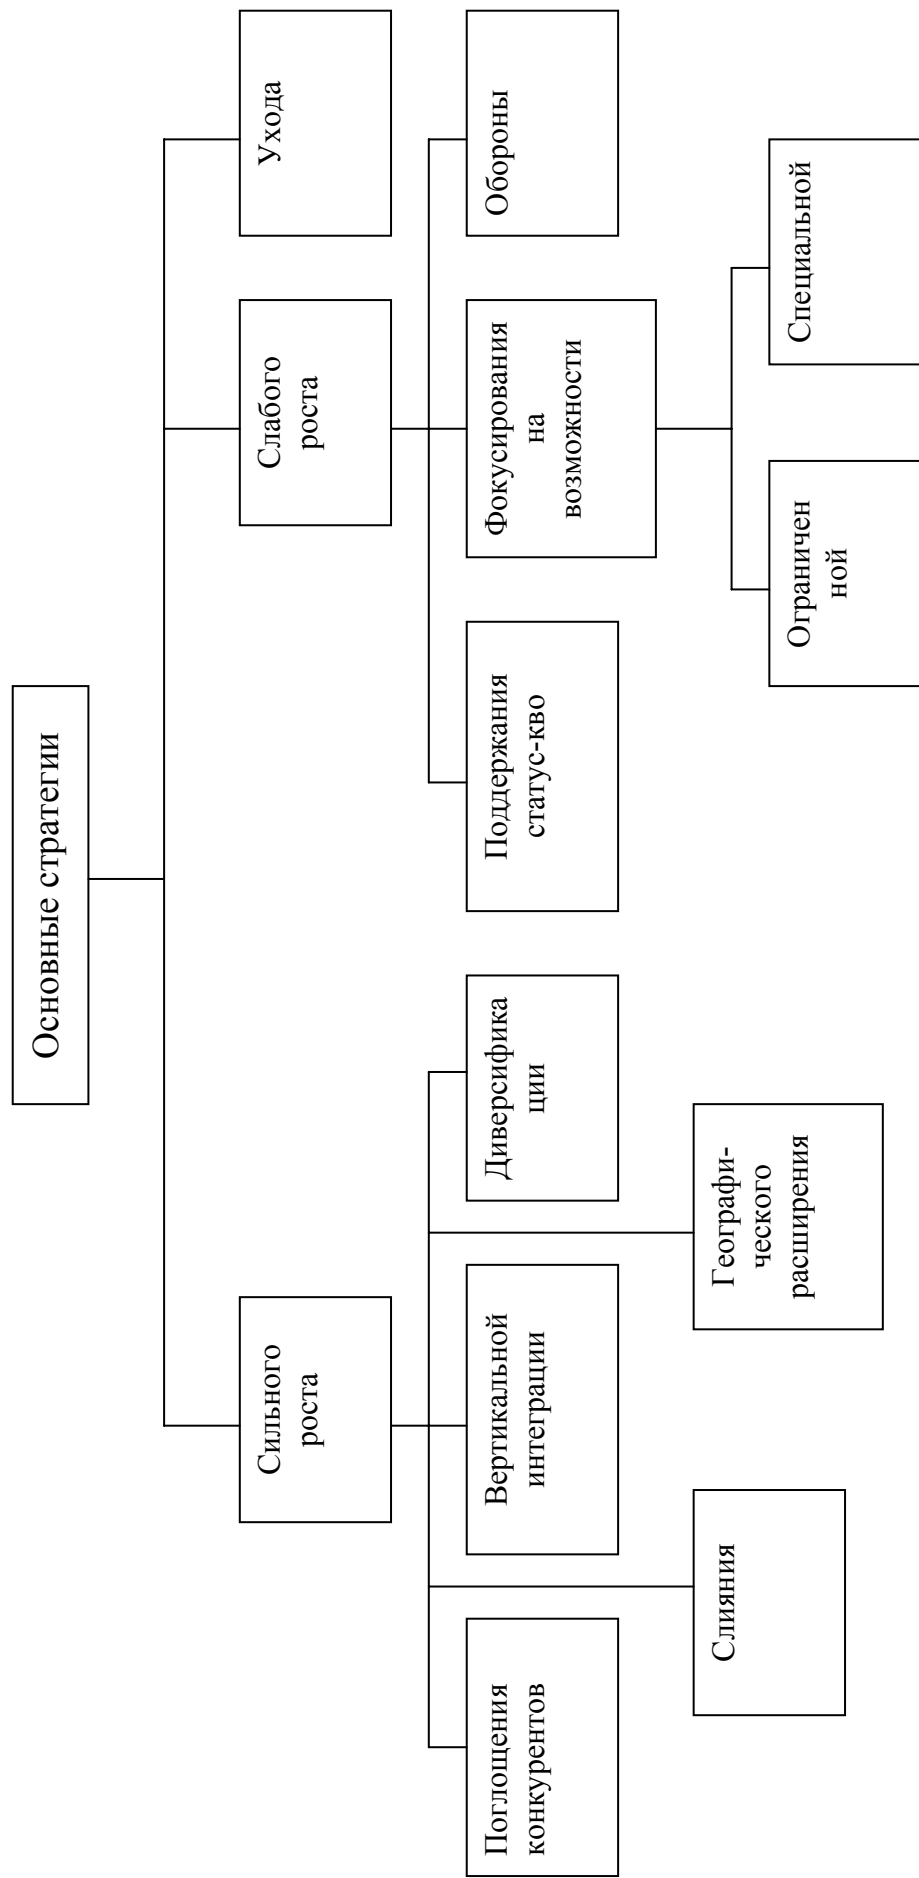 Основные стратегии
Сильного
роста
Слабого
роста
Ухода
Поглощения
конкурентов
Вертикальной
интеграции
Диверсифика
ции
Поддержания
статус-кво
Фокусирования
на
возможности
Обороны
Слияния
Географи-
ческого
расширения
Ограничен
ной
Специальной